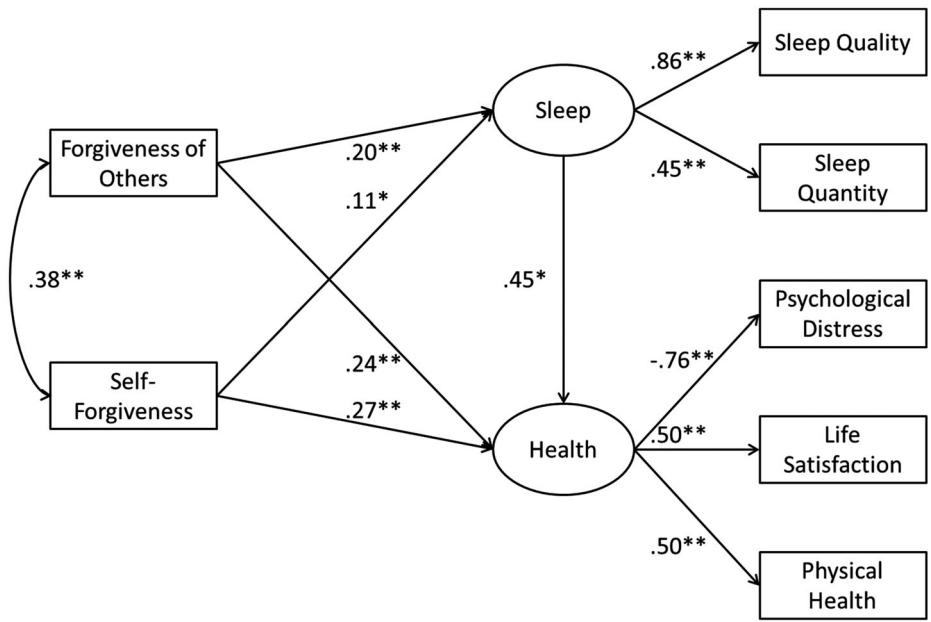 Sleep Quality
.86**
Sleep
.45**
Sleep
Quantity
Forgiveness of
Others
.20**
.11*
.38**
.45*
Psychological
Distress
-.76**
Self-
Forgiveness
.24**
.27**
Health
.50**
Life
Satisfaction
.50**
Physical
Health